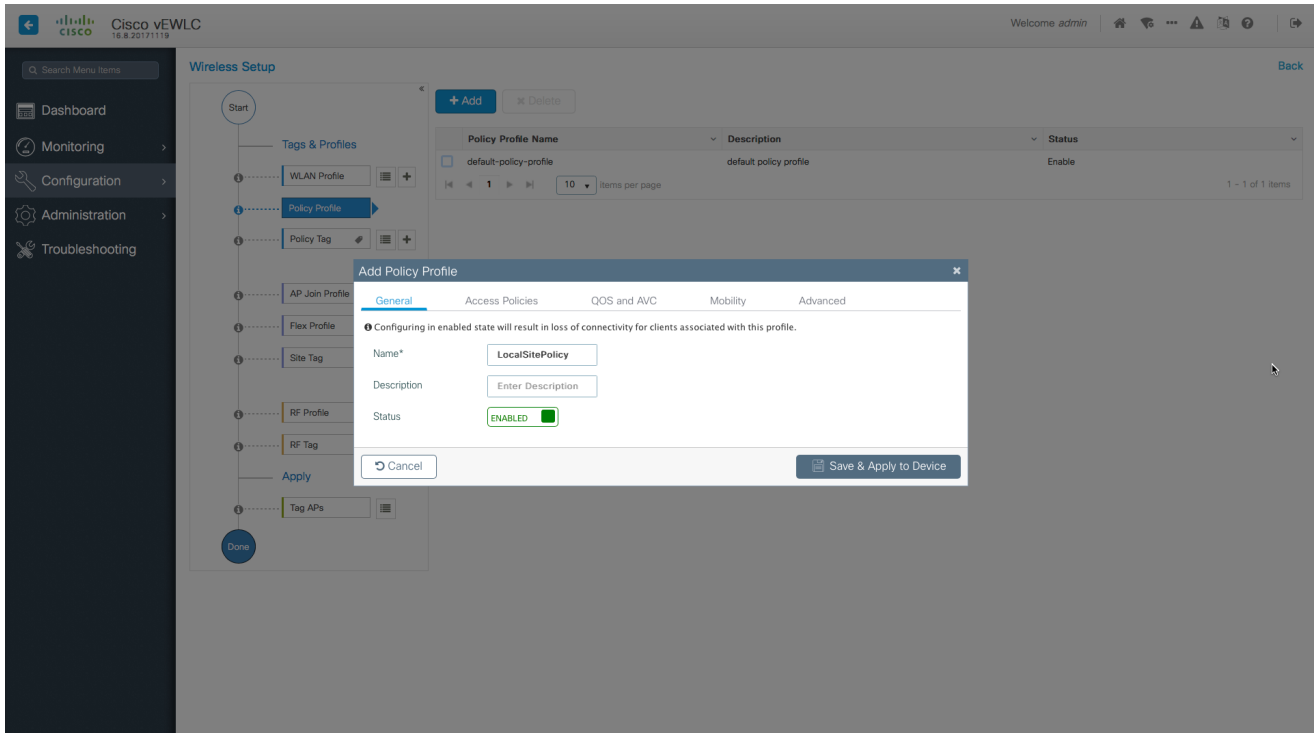 CISCO
Cisco vEWLC
16.8.20171119
Welcome admin
Search Menu Items
Dashboard
Monitoring
Configuration
Administration
Troubleshooting
Wireless Setup
Back
Start
Tags & Profiles
WLAN Profile
Policy Profile
Policy Tag
AP Join Profile
Flex Profile
Site Tag
RF Profile
RF Tag
Apply
Tag APs
Done
+ Add
× Delete
Policy Profile Name Description Status
default-policy-profile default policy profile Enable
1 10 items per page 1 - 1 of 1 items
Add Policy Profile
General Access Policies QOS and AVC Mobility Advanced
Configuring in enabled state will result in loss of connectivity for clients associated with this profile.
Name* LocalSitePolicy
Description Enter Description
Status ENABLED
Cancel Save & Apply to Device